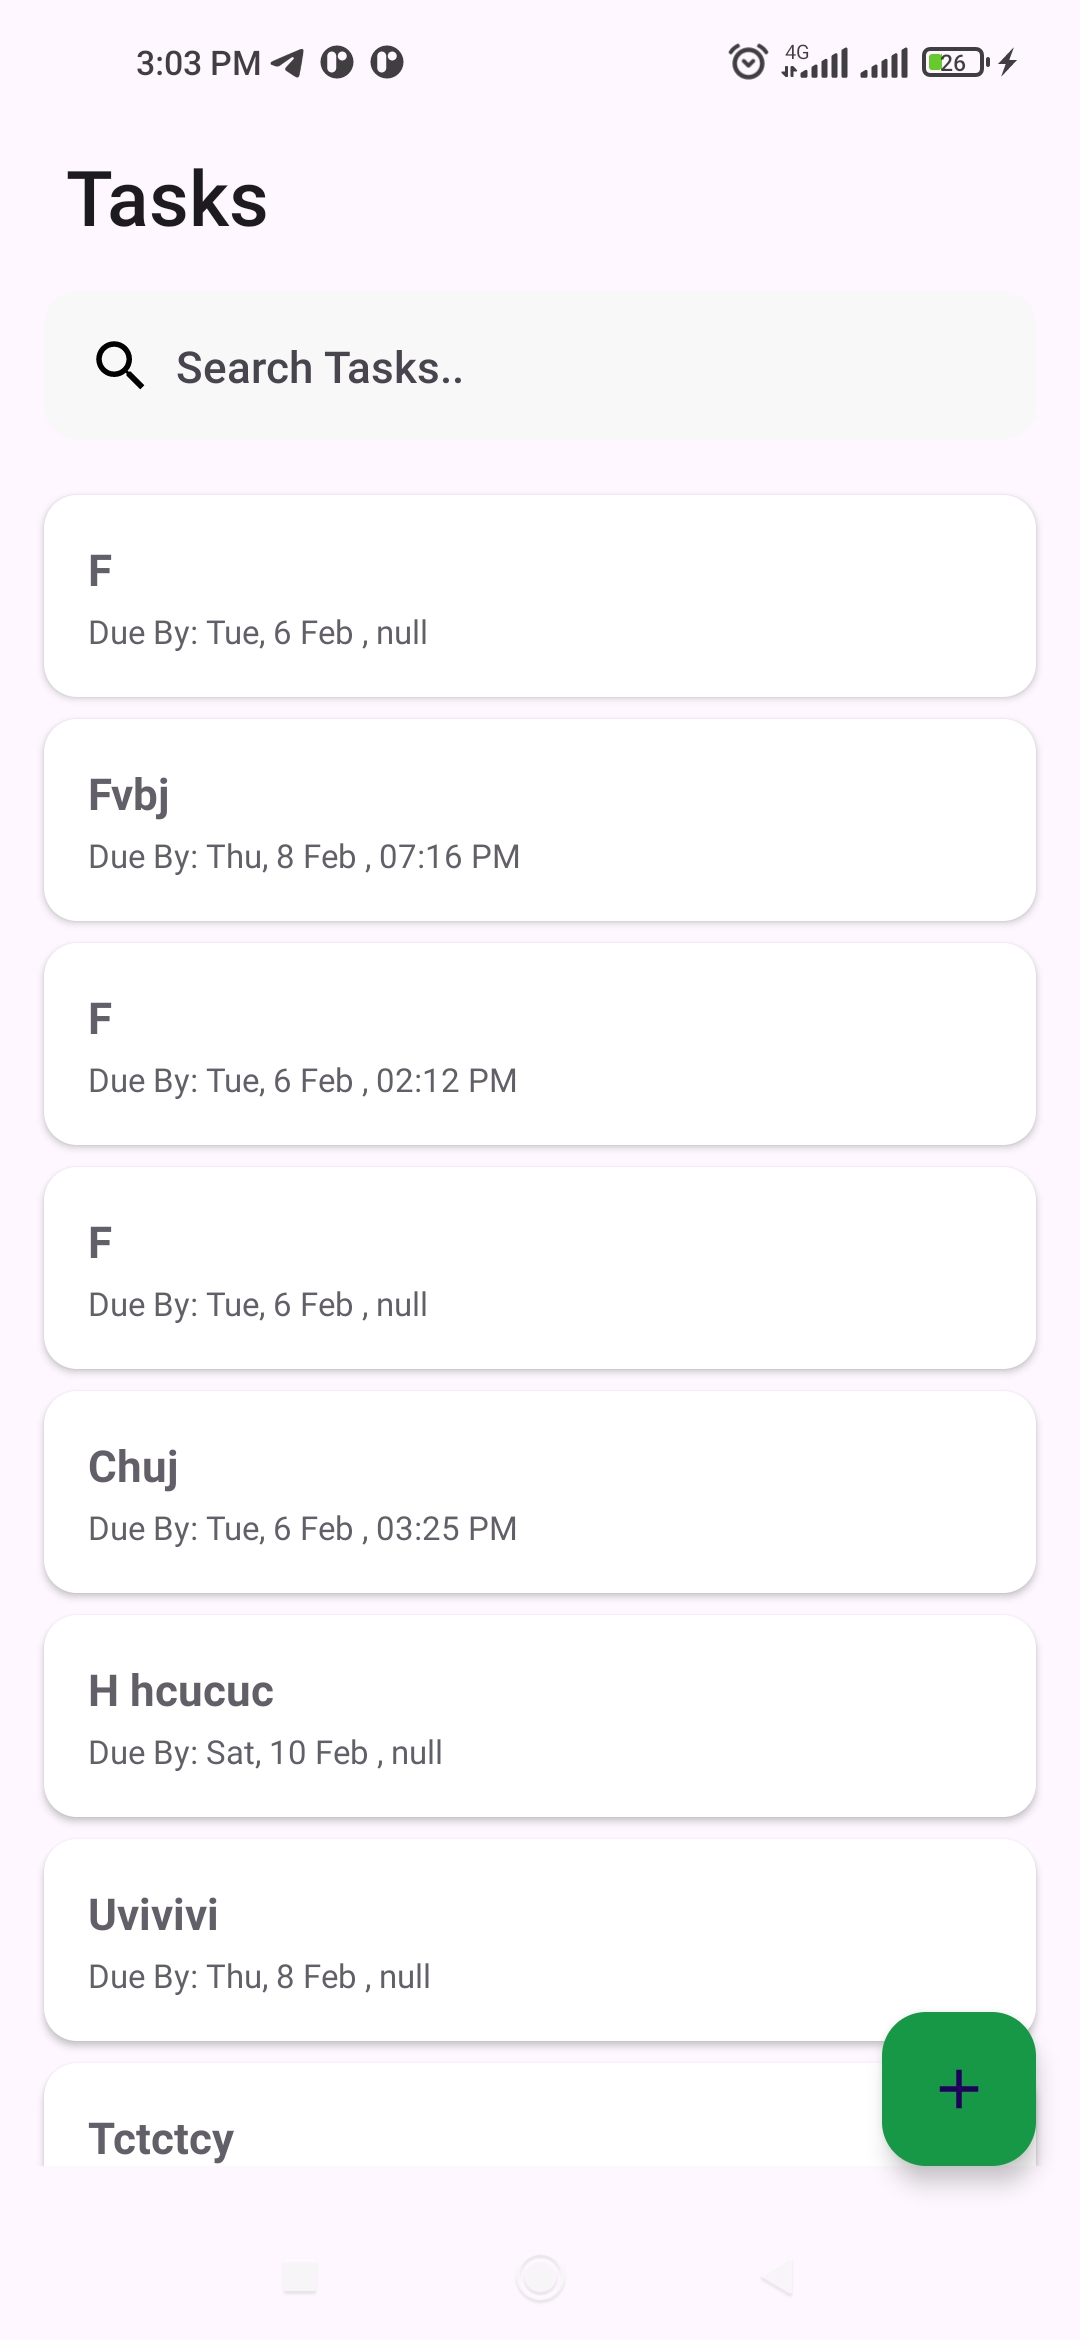 3:03 PM 4G 26
Tasks
Search Tasks..
F
Due By: Tue, 6 Feb , null
Fvbj
Due By: Thu, 8 Feb , 07:16 PM
F
Due By: Tue, 6 Feb , 02:12 PM
F
Due By: Tue, 6 Feb , null
Chuj
Due By: Tue, 6 Feb , 03:25 PM
H hcucuc
Due By: Sat, 10 Feb , null
Uvivivi
Due By: Thu, 8 Feb , null
Tctctcy